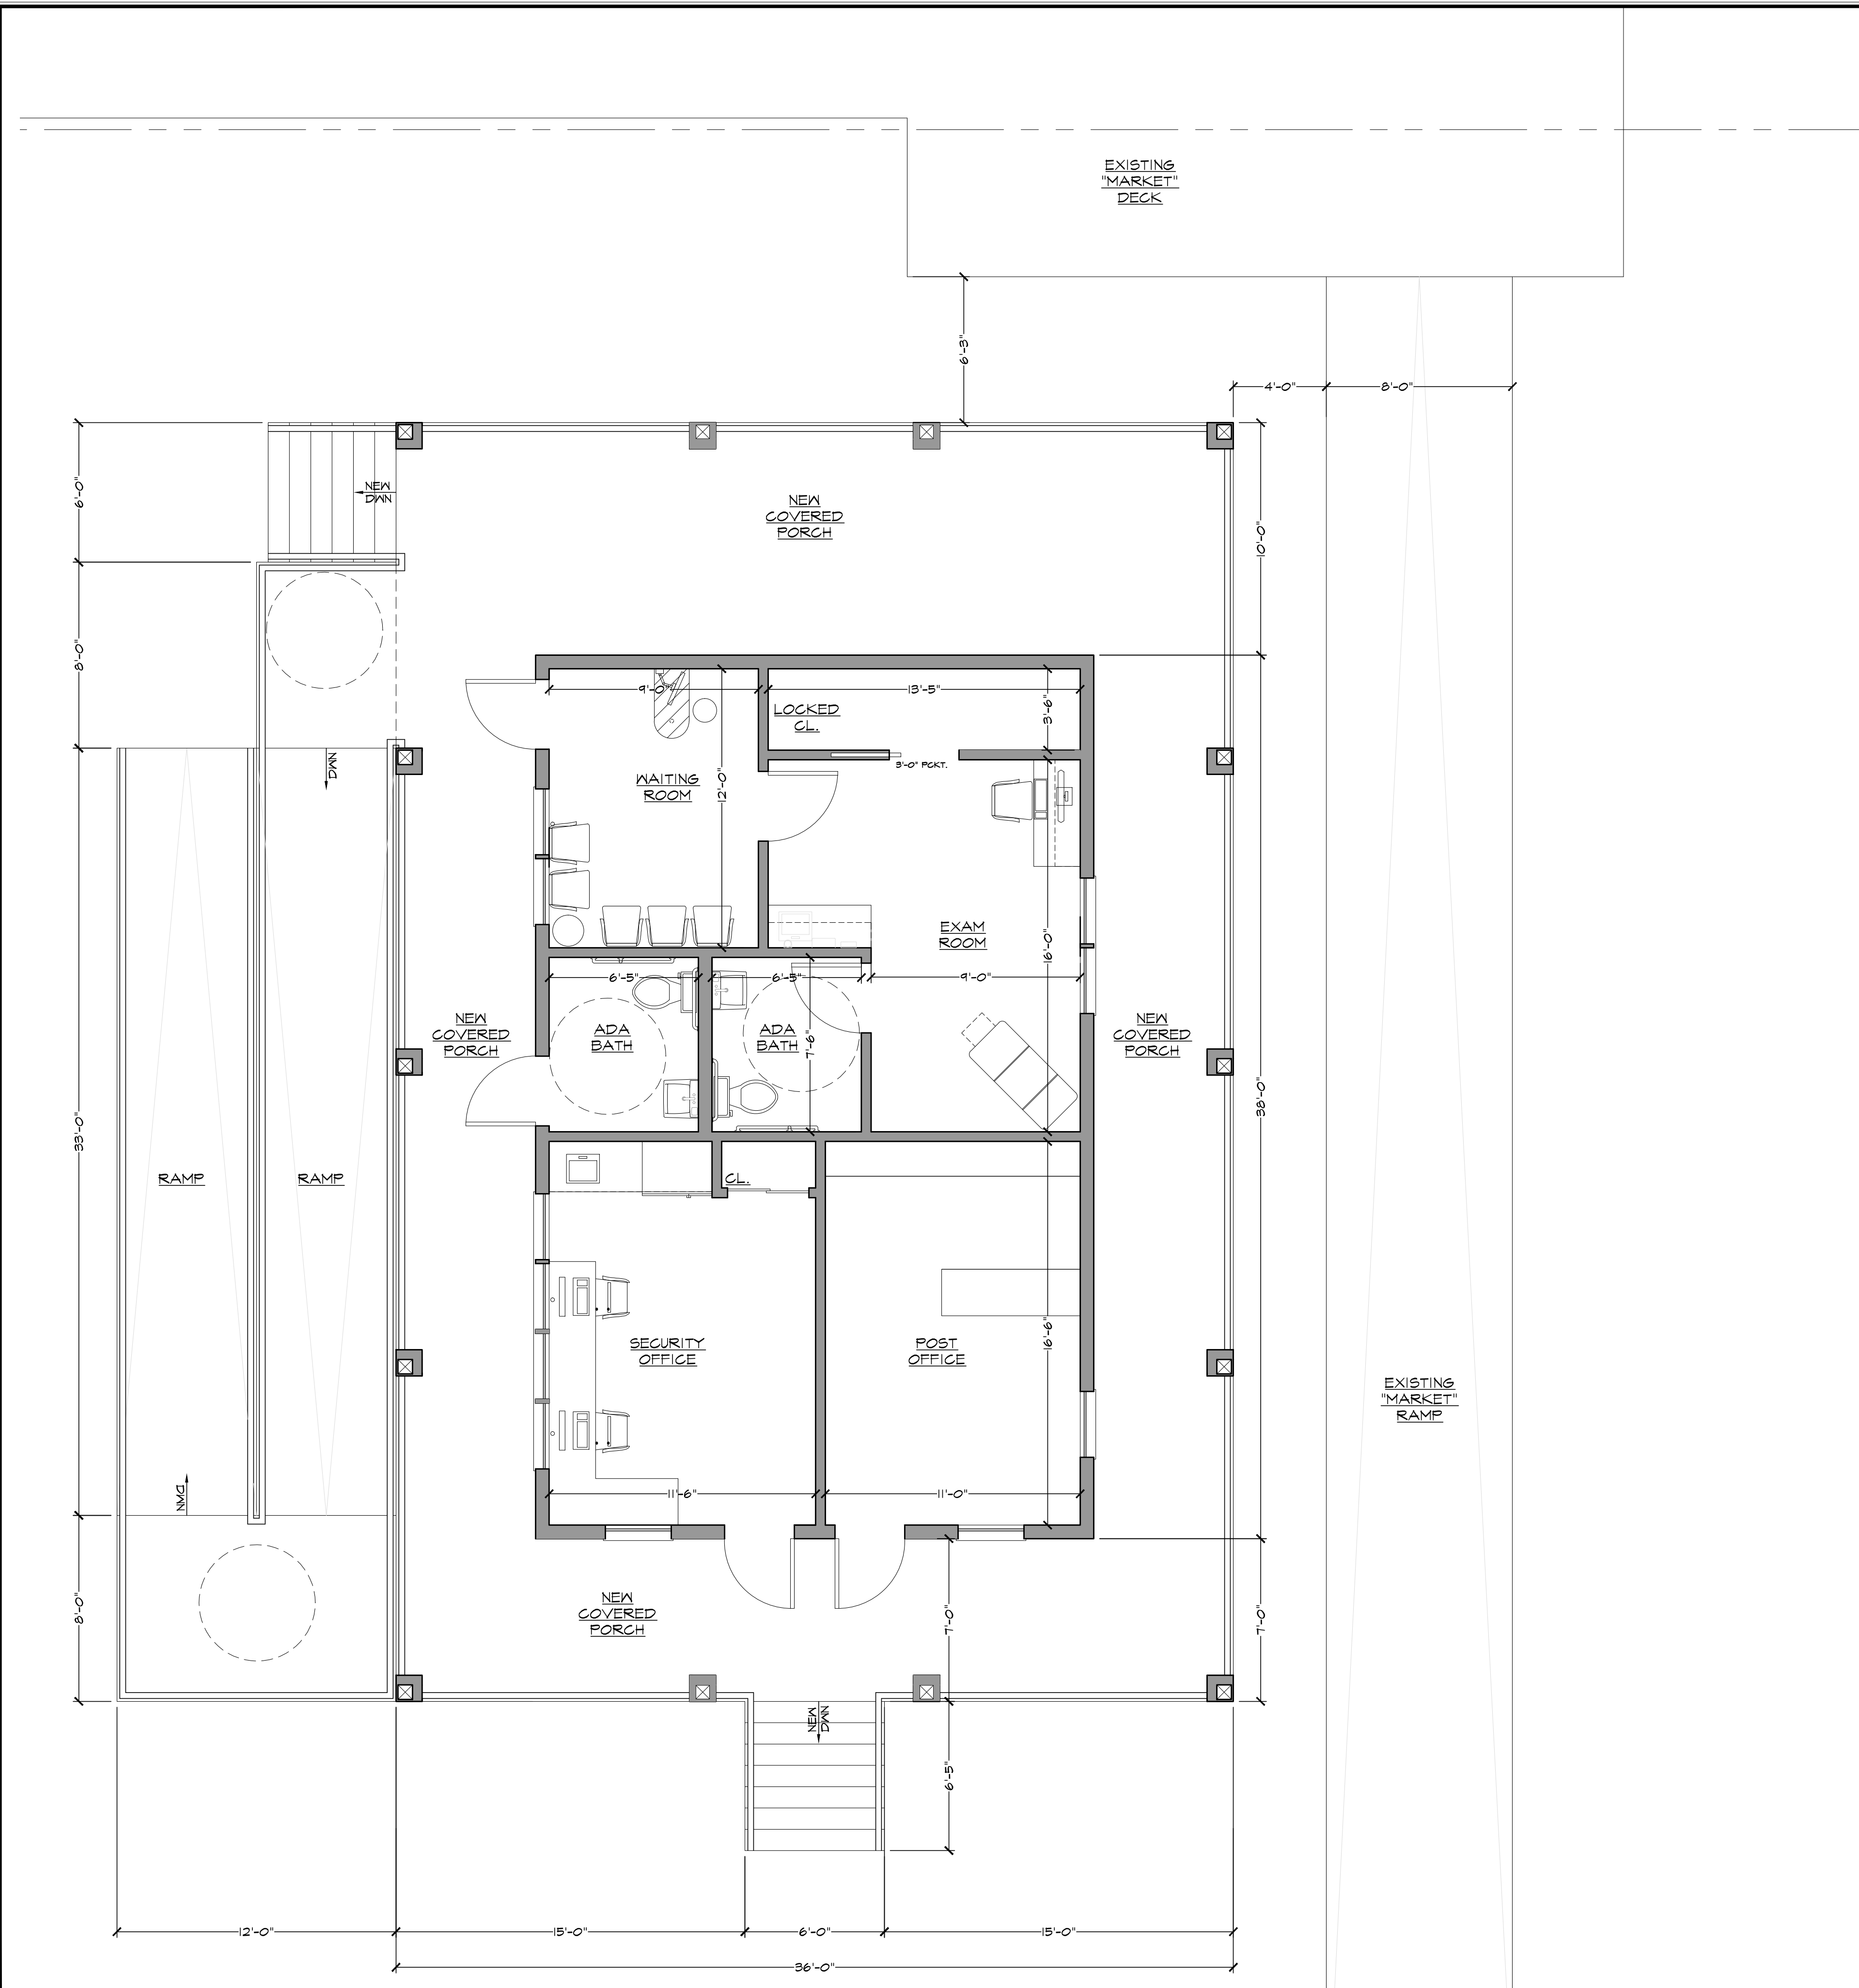 EXISTING
"MARKET"
DECK
6'-3"
4'-0"
8'-0"
6'-0"
NEW
DWN
NEW
COVERED
PORCH
10'-0"
8'-0"
9'-0"
13'-5"
LOCKED
CL.
3'-6"
3'-0" PCKT.
DWN
WAITING
ROOM
12'-0"
EXAM
ROOM
16'-0"
6'-5"
6'-5"
9'-0"
NEW
COVERED
PORCH
ADA
BATH
ADA
BATH
7'-6"
NEW
COVERED
PORCH
38'-0"
33'-0"
RAMP
RAMP
CL.
SECURITY
OFFICE
POST
OFFICE
16'-6"
EXISTING
"MARKET"
RAMP
DWN
11'-6"
11'-0"
8'-0"
NEW
COVERED
PORCH
7'-0"
7'-0"
NEW
DWN
6'-5"
12'-0"
15'-0"
6'-0"
15'-0"
36'-0"